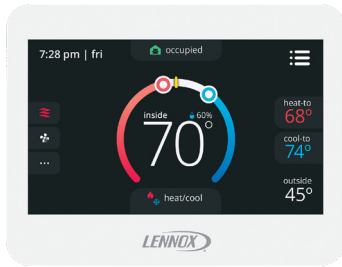 7:28 pm | fri
occupied
inside
60%
70°
heat-to
68°
cool-to
74°
outside
45°
heat/cool
LENNOX